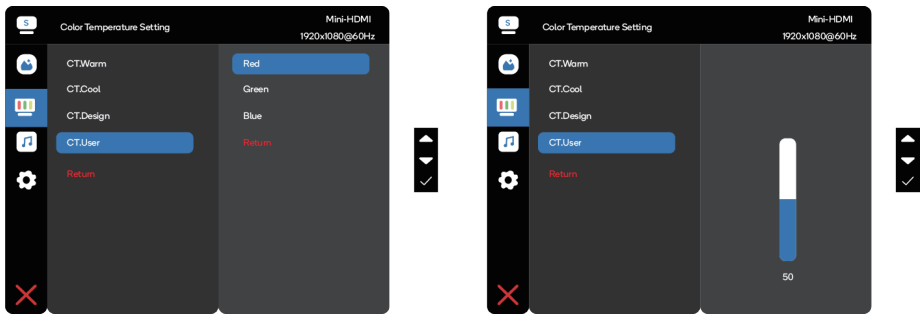 S
Color Temperature Setting
Mini-HDMI
1920x1080@60Hz
CT.Warm
CT.Cool
CT.Design
CT.User
Return
Red
Green
Blue
Return
S
Color Temperature Setting
Mini-HDMI
1920x1080@60Hz
CT.Warm
CT.Cool
CT.Design
CT.User
Return
50